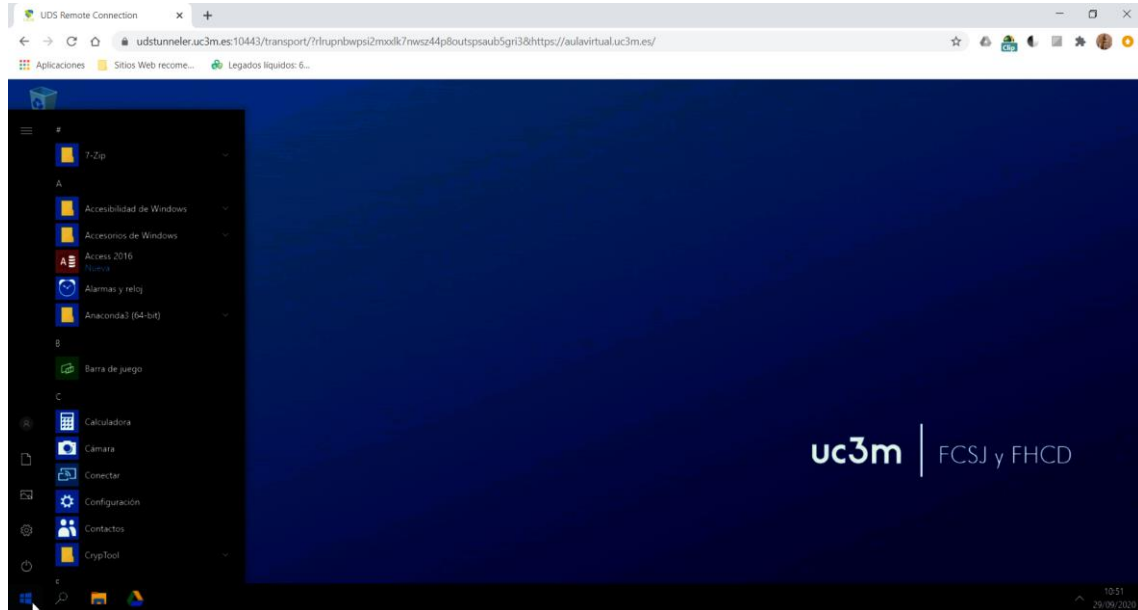 UDS Remote Connection
udstunneler.uc3m.es:10443/transport/?rlrupnbwpsi2mxxdlk7nwsz44p8outspsaub5gri3&https://aulavirtual.uc3m.es/
Clip
Aplicaciones Sitios Web recome... Legados líquidos: 6...
#
7-Zip
A
Accesibilidad de Windows
Accesorios de Windows
Access 2016
Nueva
Alarmas y reloj
Anaconda3 (64-bit)
B
Barra de juego
C
Calculadora
Cámara
Conectar
Configuración
Contactos
CrypTool
uc3m FCSJ y FHCD
10:51
29/09/2020